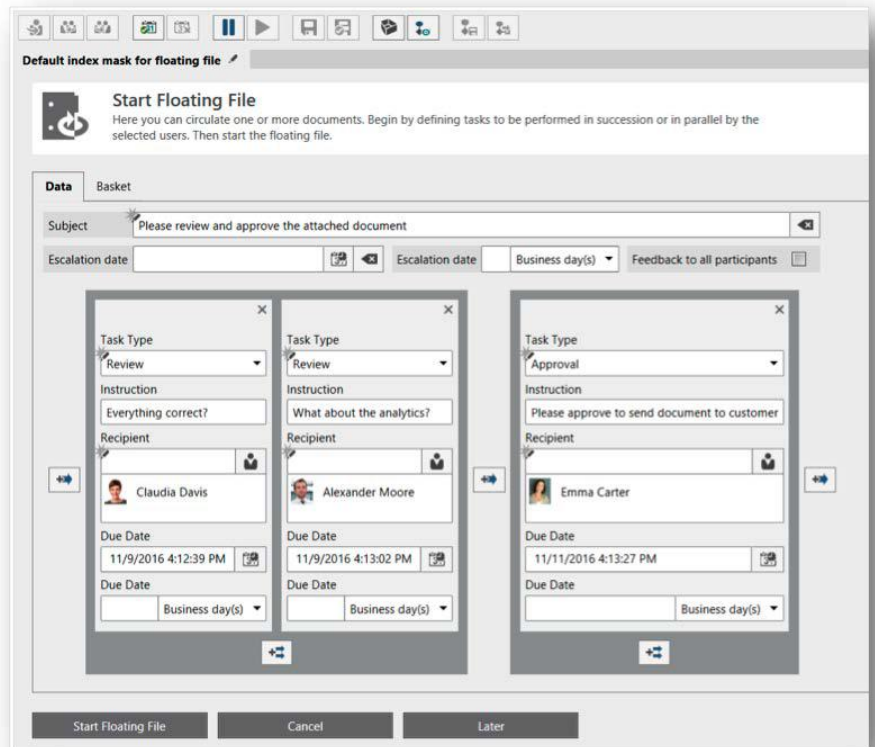 Default index mask for floating file
Start Floating File
Here you can circulate one or more documents. Begin by defining tasks to be performed in succession or in parallel by the
selected users. Then start the floating file.
Data Basket
Subject Please review and approve the attached document
Escalation date Escalation date Business day(s) Feedback to all participants
Task Type Task Type Task Type
Review Review Approval
Instruction Instruction Instruction
Everything correct? What about the analytics? Please approve to send document to customer
Recipient Recipient Recipient
Claudia Davis Alexander Moore Emma Carter
Due Date Due Date Due Date
11/9/2016 4:12:39 PM 11/9/2016 4:13:02 PM 11/11/2016 4:13:27 PM
Due Date Due Date Due Date
Business day(s) Business day(s) Business day(s)
Start Floating File Cancel Later